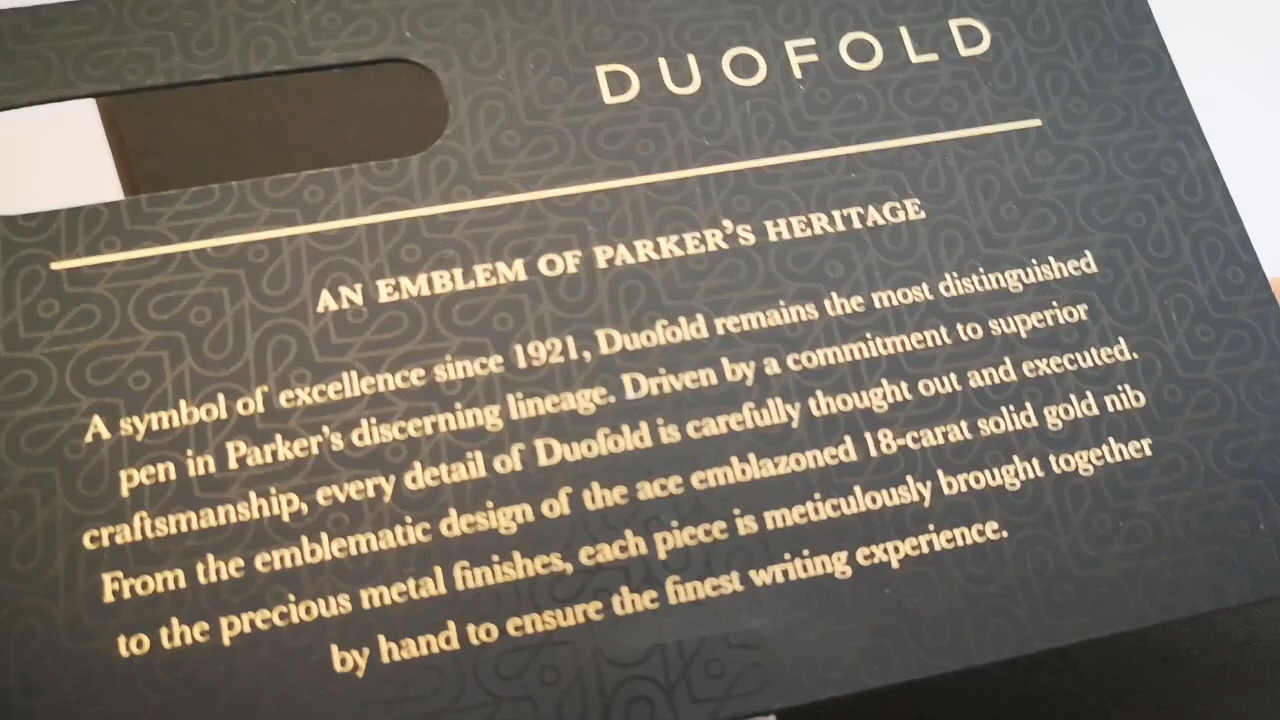 DUOFOLD
AN EMBLEM OF PARKER'S HERITAGE
A symbol of excellence since 1921, Duofold remains the most distinguished
pen in Parker's discerning lineage. Driven by a commitment to superior
craftsmanship, every detail of Duofold is carefully thought out and executed.
From the emblematic design of the ace emblazoned 18-carat solid gold nib
to the precious metal finishes, each piece is meticulously brought together
by hand to ensure the finest writing experience.